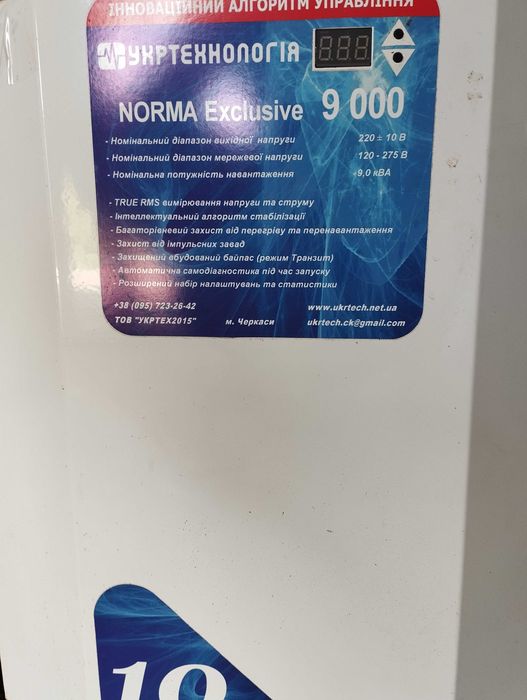 ІННОВАЦІЙНИЙ АЛГОРИТМ УПРАВЛІННЯ
УКРТЕХНОЛОГІЯ
NORMA Exclusive 9 000
- Номінальний діапазон вихідної напруги 220 ± 10 В
- Номінальний діапазон мережевої напруги 120 - 275 В
- Номінальна потужність навантаження 9,0 кВА
- TRUE RMS вимірювання напруги та струму
- Інтеллектуальний алгоритм стабілізації
- Багаторівневий захист від перегріву та перенавантаження
- Захист від імпульсних завад
- Захищений вбудований байпас (режим Транзит)
- Автоматична самодіагностика під час запуску
- Розширений набір налаштувань та статистики
+38 (095) 723-26-42 www.ukrtech.net.ua
ТОВ "УКРТЕХ2015" м. Черкаси ukrtech.ck@gmail.com